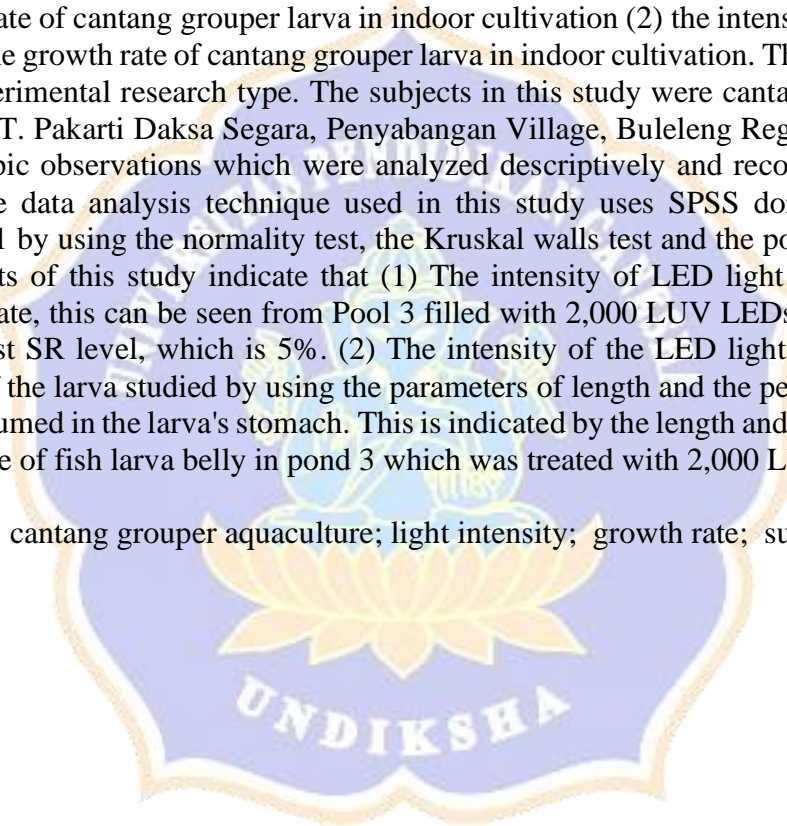 ate of cantang grouper larva in indoor cultivation (2) the intens
e growth rate of cantang grouper larva in indoor cultivation. Th
erimental research type. The subjects in this study were canta
T. Pakarti Daksa Segara, Penyabangan Village, Buleleng Reg
pic observations which were analyzed descriptively and reco
e data analysis technique used in this study uses SPSS
by using the normality test, the Kruskal walls test and the po
ts of this study indicate that (1) The intensity of LED light
ate, this can be seen from Pool 3 filled with 2,000 LUV LEDs
st SR level, which is 5%. (2) The intensity of the LED light
f the larva studied by using the parameters of length and the pe
umed in the larva's stomach. This is indicated by the length and
e of fish larva belly in pond 3 which was treated with 2,000 L
cantang grouper aquaculture; light intensity; growth rate; su
UNIVERSITAS PENDIDIKAN GANESHA
UNDIKSHA